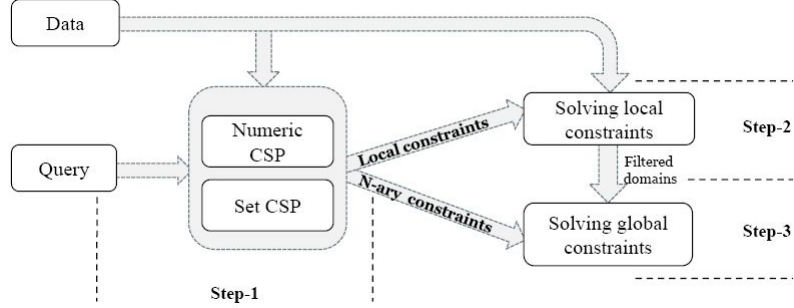 Data
Query
Numeric
CSP
Set CSP
Step-1
Local constraints
N-ary constraints
Solving local
constraints
Step-2
Filtered
domains
Solving global
constraints
Step-3